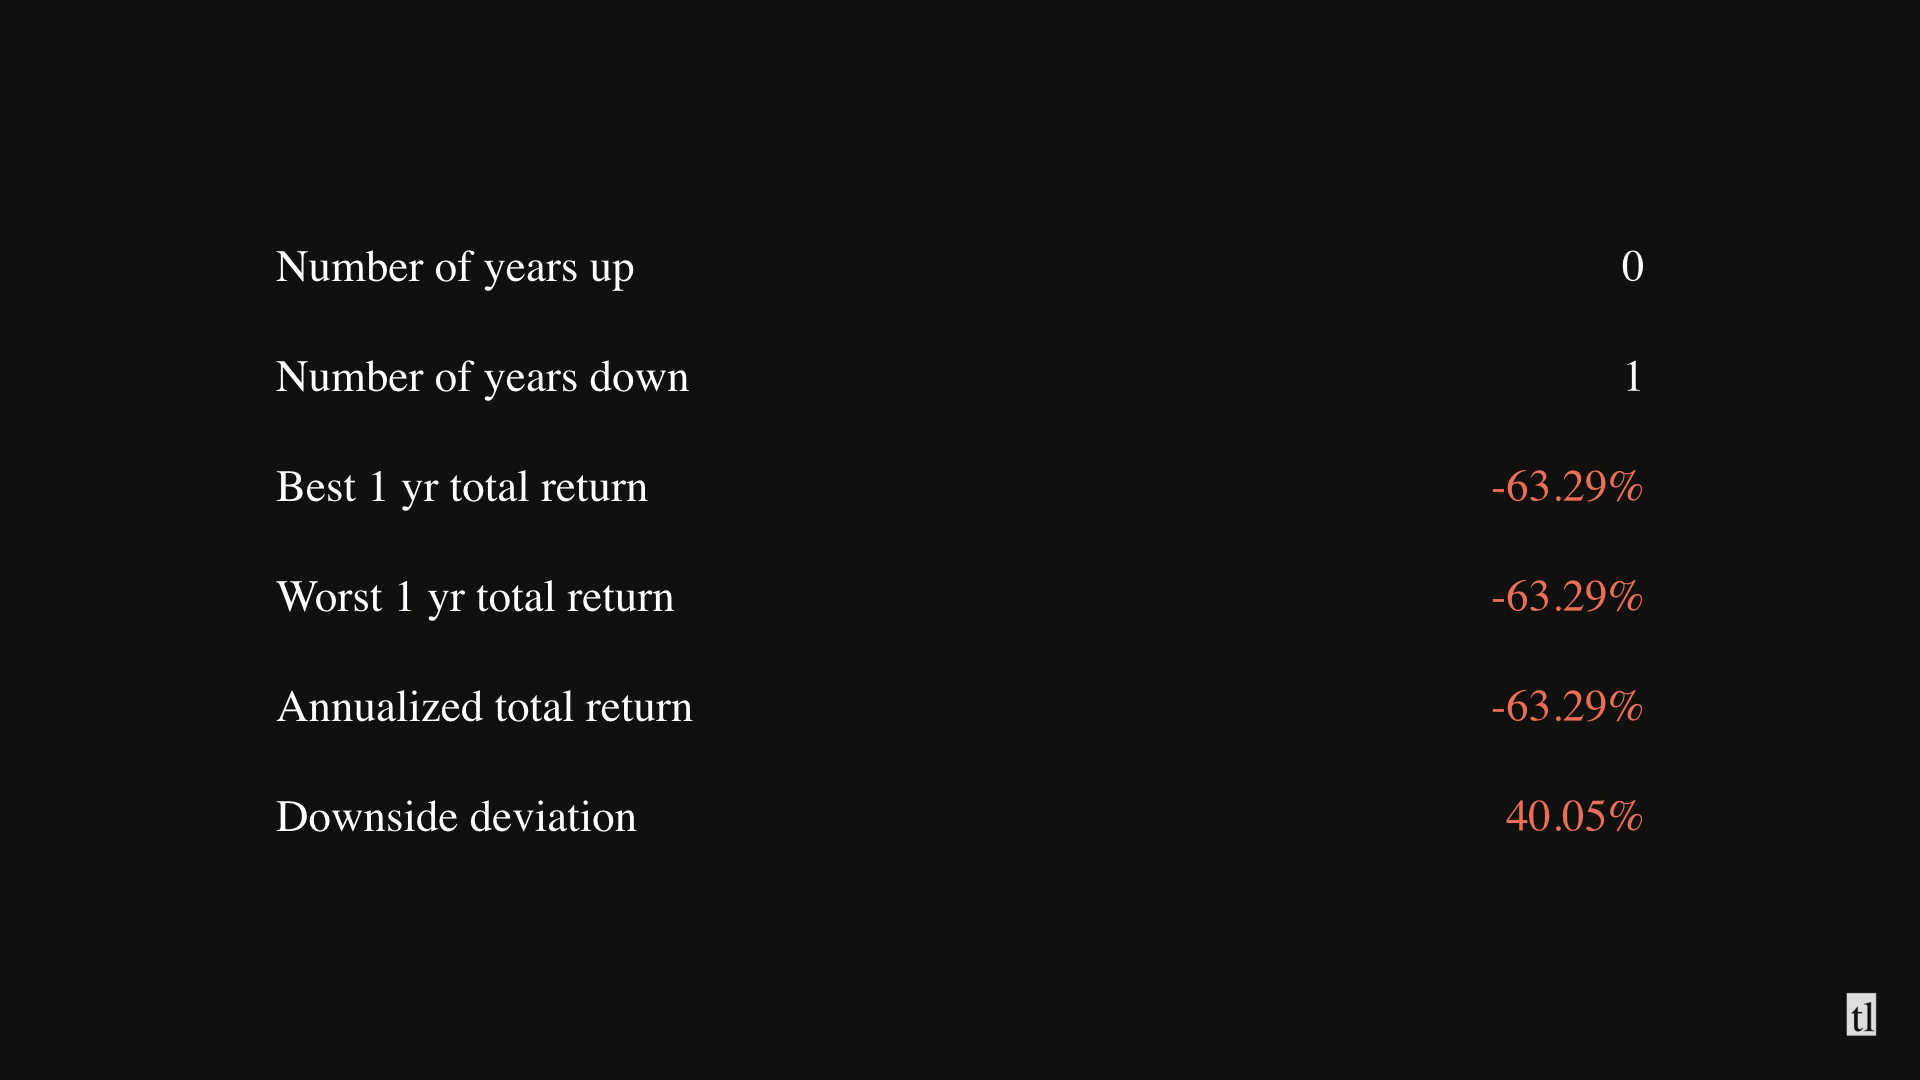 Number of years up 0
Number of years down 1
Best 1 yr total return -63.29%
Worst 1 yr total return -63.29%
Annualized total return -63.29%
Downside deviation 40.05%
tl